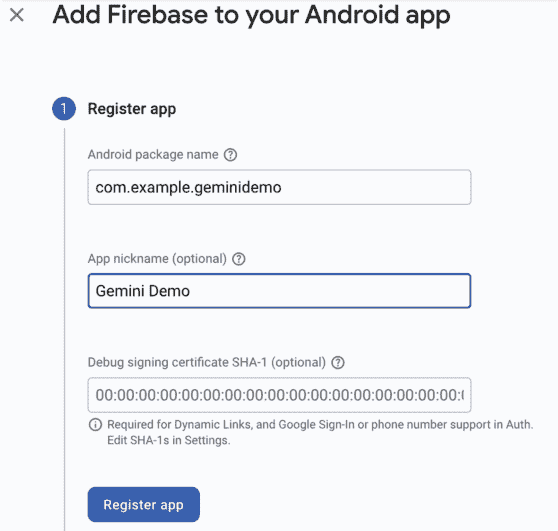 Add Firebase to your Android app
1 Register app
Android package name
com.example.geminidemo
App nickname (optional)
Gemini Demo
Debug signing certificate SHA-1 (optional)
00:00:00:00:00:00:00:00:00:00:00:00:00:00:00:00:00:
Required for Dynamic Links, and Google Sign-In or phone number support in Auth.
Edit SHA-1s in Settings.
Register app